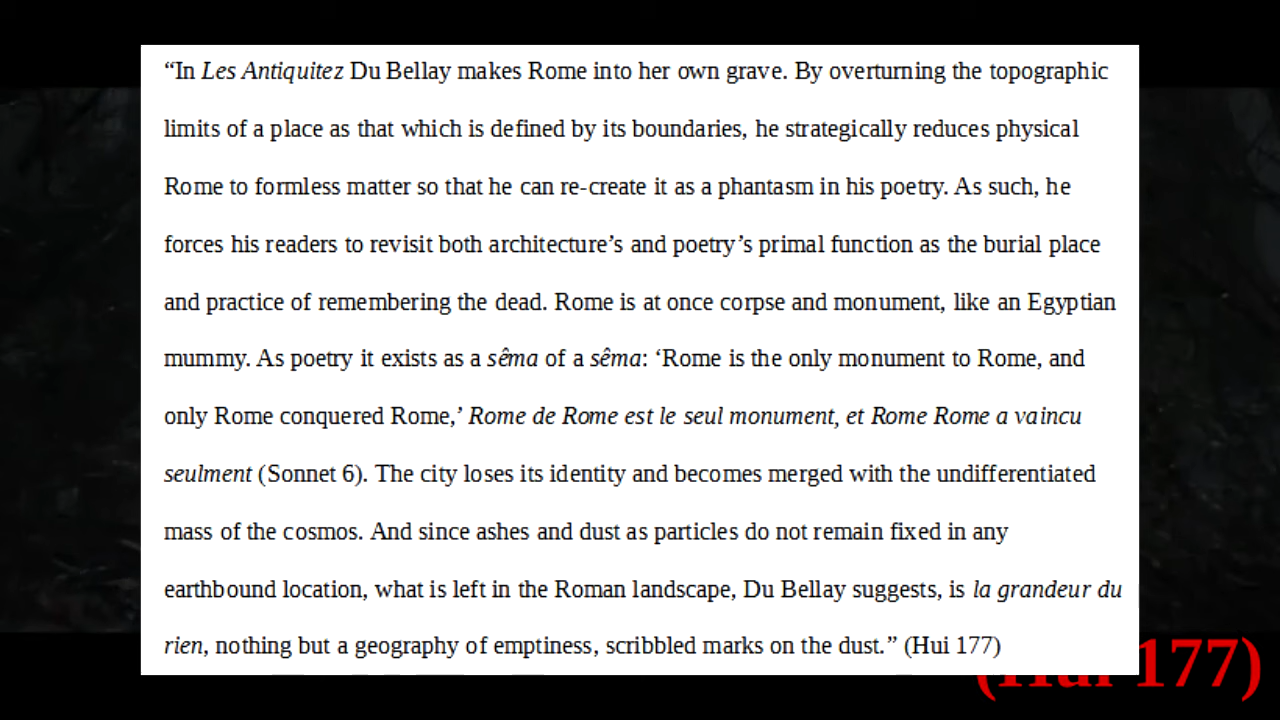 “In Les Antiquitez Du Bellay makes Rome into her own grave. By overturning the topographic
limits of a place as that which is defined by its boundaries, he strategically reduces physical
Rome to formless matter so that he can re-create it as a phantasm in his poetry. As such, he
forces his readers to revisit both architecture’s and poetry’s primal function as the burial place
and practice of remembering the dead. Rome is at once corpse and monument, like an Egyptian
mummy. As poetry it exists as a sêma of a sêma: ‘Rome is the only monument to Rome, and
only Rome conquered Rome,’ Rome de Rome est le seul monument, et Rome Rome a vaincu
seulment (Sonnet 6). The city loses its identity and becomes merged with the undifferentiated
mass of the cosmos. And since ashes and dust as particles do not remain fixed in any
earthbound location, what is left in the Roman landscape, Du Bellay suggests, is la grandeur du
rien, nothing but a geography of emptiness, scribbled marks on the dust.” (Hui 177)
(Hui 177)